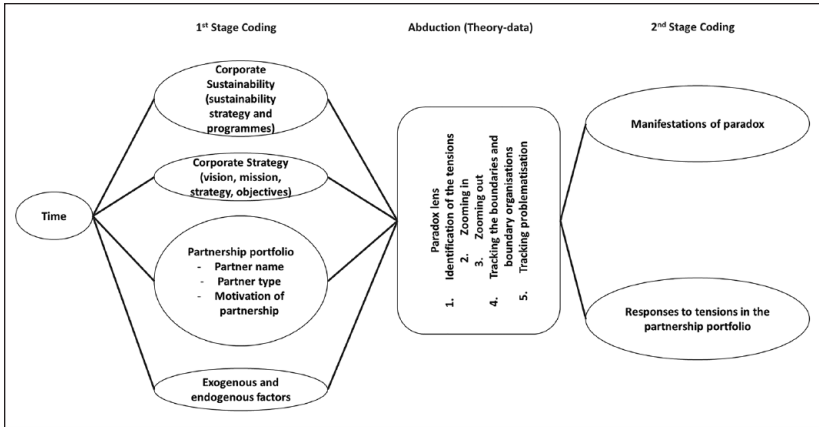 1st Stage Coding
Abduction (Theory-data)
2nd Stage Coding
Time
Corporate
Sustainability
(sustainability
strategy and
programmes)
Corporate Strategy
(vision, mission,
strategy, objectives)
Partnership portfolio
- Partner name
- Partner type
- Motivation of
partnership
Exogenous and
endogenous factors
Paradox lens
1. Identification of the tensions
2. Zooming in
3. Zooming out
4. Tracking the boundaries and
boundary organisations
5. Tracking problematisation
Manifestations of paradox
Responses to tensions in the
partnership portfolio